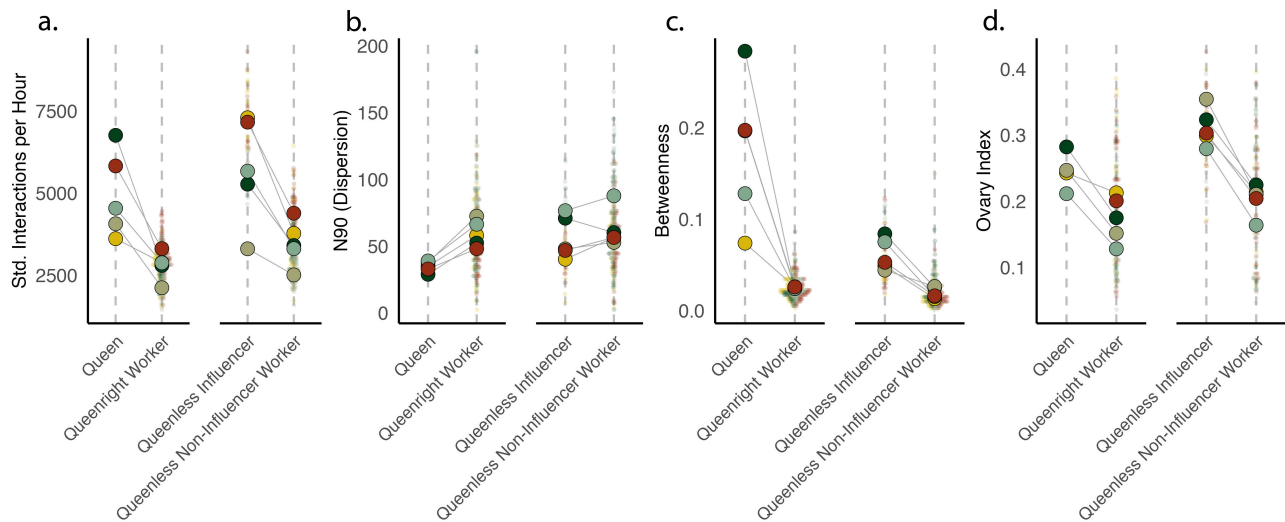 a.
Std. Interactions per Hour
7500
5000
2500
Queen
Queenright Worker
Queenless Influencer
Queenless Non-Influencer Worker
b.
N90 (Dispersion)
200
150
100
50
0
Queen
Queenright Worker
Queenless Influencer
Queenless Non-Influencer Worker
c.
Betweenness
0.2
0.1
0.0
Queen
Queenright Worker
Queenless Influencer
Queenless Non-Influencer Worker
d.
Ovary Index
0.4
0.3
0.2
0.1
Queen
Queenright Worker
Queenless Influencer
Queenless Non-Influencer Worker